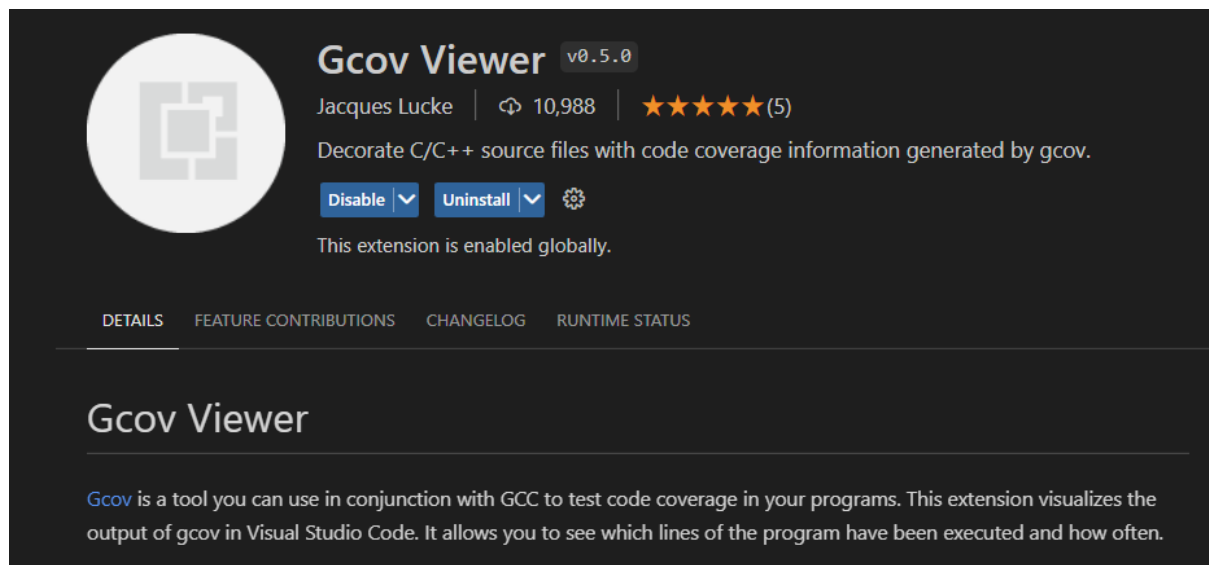 Gcov Viewer v0.5.0
Jacques Lucke 10,988 (5)
Decorate C/C++ source files with code coverage information generated by gcov.
Disable Uninstall
This extension is enabled globally.
DETAILS FEATURE CONTRIBUTIONS CHANGELOG RUNTIME STATUS
Gcov Viewer
Gcov is a tool you can use in conjunction with GCC to test code coverage in your programs. This extension visualizes the
output of gcov in Visual Studio Code. It allows you to see which lines of the program have been executed and how often.